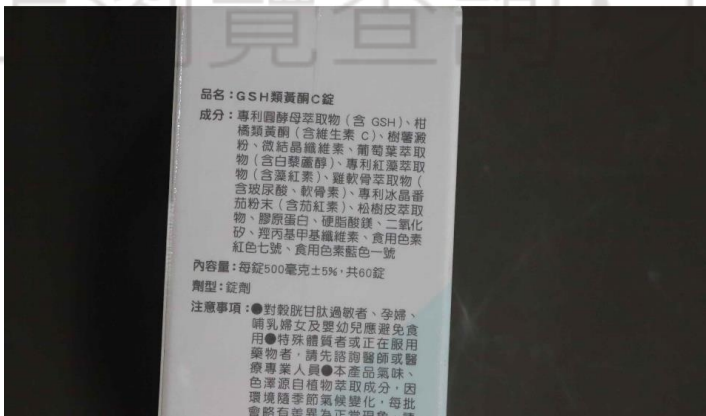 品名：GSH類黃酮C錠
成分：專利圓酵母萃取物（含 GSH）、柑
橘類黃酮（含維生素 C）、樹薯澱
粉、微結晶纖維素、葡萄葉萃取
物（含白藜蘆醇）、專利紅藻萃取
物（含藻紅素）、雞軟骨萃取物（
含玻尿酸、軟骨素）、專利冰晶番
茄粉末（含茄紅素）、松樹皮萃取
物、膠原蛋白、硬脂酸鎂、二氧化
矽、羥丙基甲基纖維素、食用色素
紅色七號、食用色素藍色一號
內容量：每錠500毫克±5%，共60錠
劑型：錠劑
注意事項：●對穀胱甘肽過敏者、孕婦、
哺乳婦女及嬰幼兒應避免食
用●特殊體質者或正在服用
藥物者，請先諮詢醫師或醫
療專業人員●本產品氣味、
色澤源自植物萃取成分，因
環境隨季節氣候變化，每批
會略有差異為正常現象，請